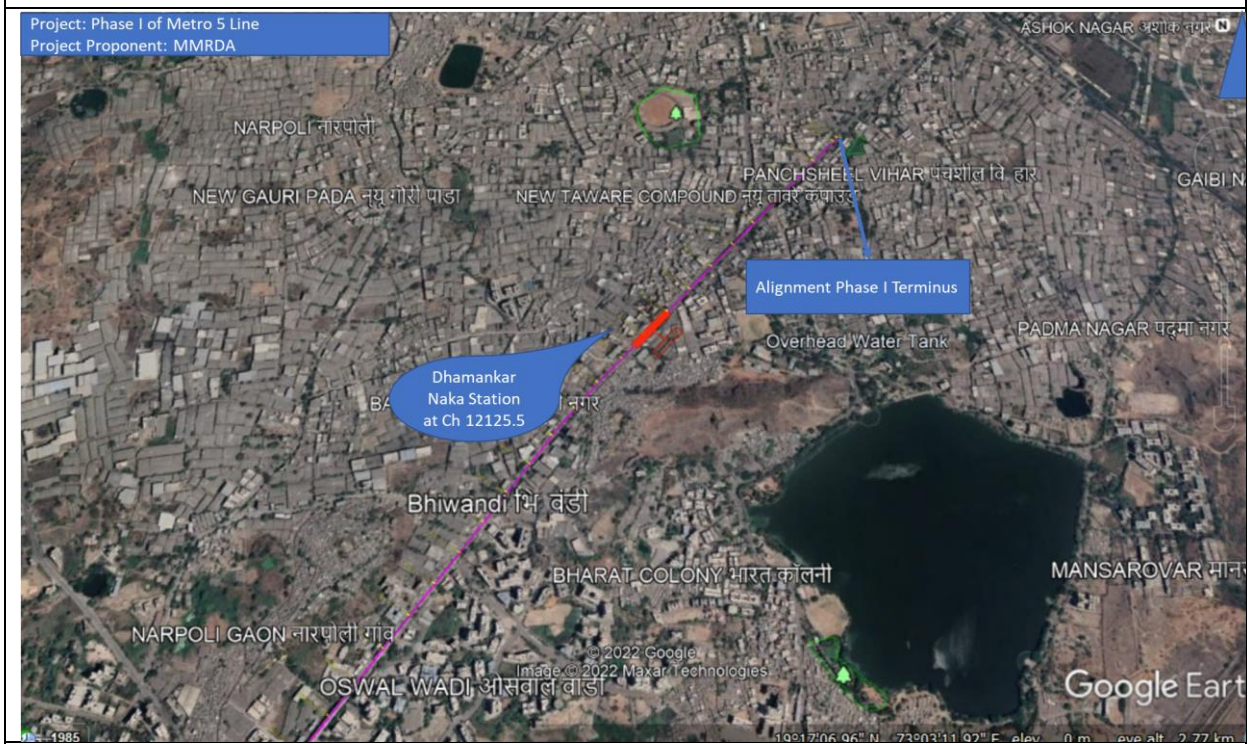 Project: Phase I of Metro 5 Line
Project Proponent: MMRDA
ASHOK NAGAR अशोक नगर
N
NARPOLI नारपोली
PANCHSHEEL VIHAR पंचशील वि हार
NEW GAURI PADA न्यू गौरी पाडा
NEW TAWARE COMPOUND न्यू तावरे कंपाउंड
GAIBI N
Alignment Phase I Terminus
PADMA NAGAR पद्मा नगर
Overhead Water Tank
Dhamankar
Naka Station
at Ch 12125.5
BA
नगर
Bhiwandi भि वंडी
BHARAT COLONY भारत कॉलनी
MANSAROVAR मान
NARPOLI GAON नारपोली गाव
© 2022 Google
Image © 2022 Maxar Technologies
OSWAL WADI ओसवाल वाडी
Google Eart
1985
19°17'06.96" N 73°03'11.92" E elev 0 m eye alt 2.77 km